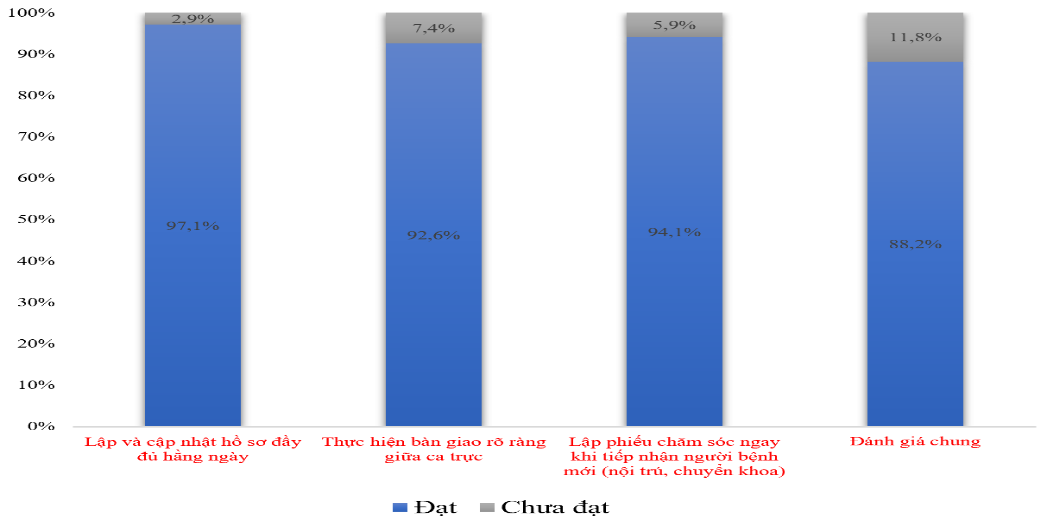 100%
90%
80%
70%
60%
50%
40%
30%
20%
10%
0%
2,9%
7,4%
5,9%
11,8%
97,1%
92,6%
94,1%
88,2%
Lập và cập nhật hồ sơ đầy
đủ hằng ngày
Thực hiện bàn giao rõ ràng
giữa ca trực
Lập phiếu chăm sóc ngay
khi tiếp nhận người bệnh
mới (nội trú, chuyển khoa)
Đánh giá chung
Đạt
Chưa đạt